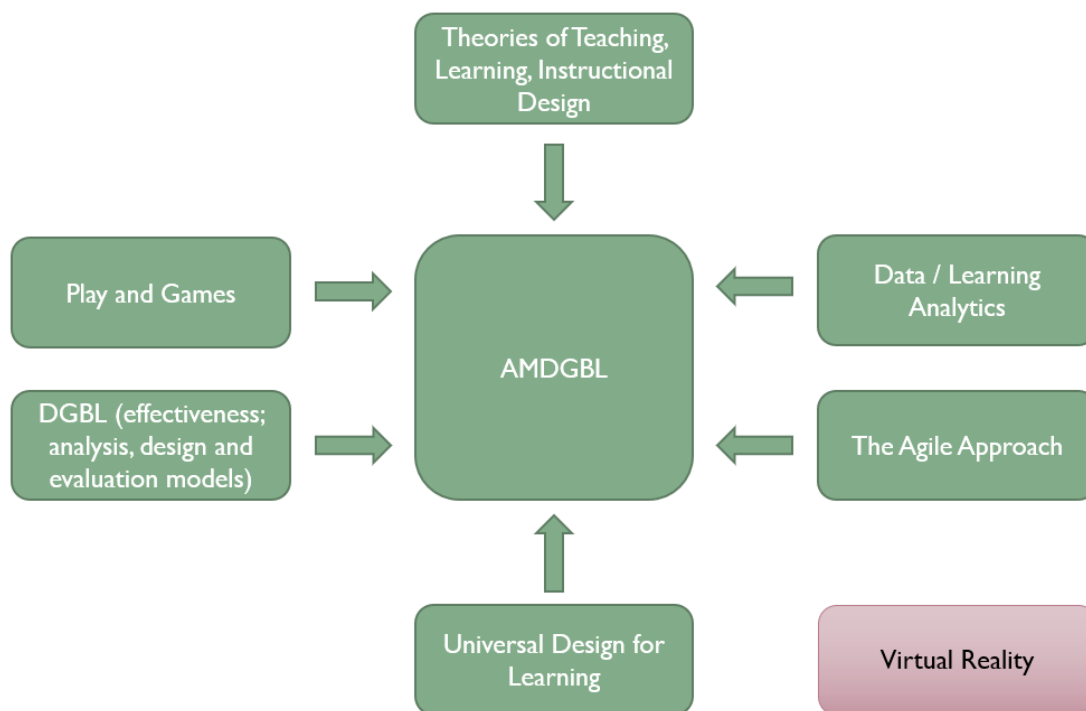 Theories of Teaching,
Learning, Instructional
Design
Play and Games
Data / Learning
Analytics
AMDGBL
DGBL (effectiveness;
analysis, design and
evaluation models)
The Agile Approach
Universal Design for
Learning
Virtual Reality